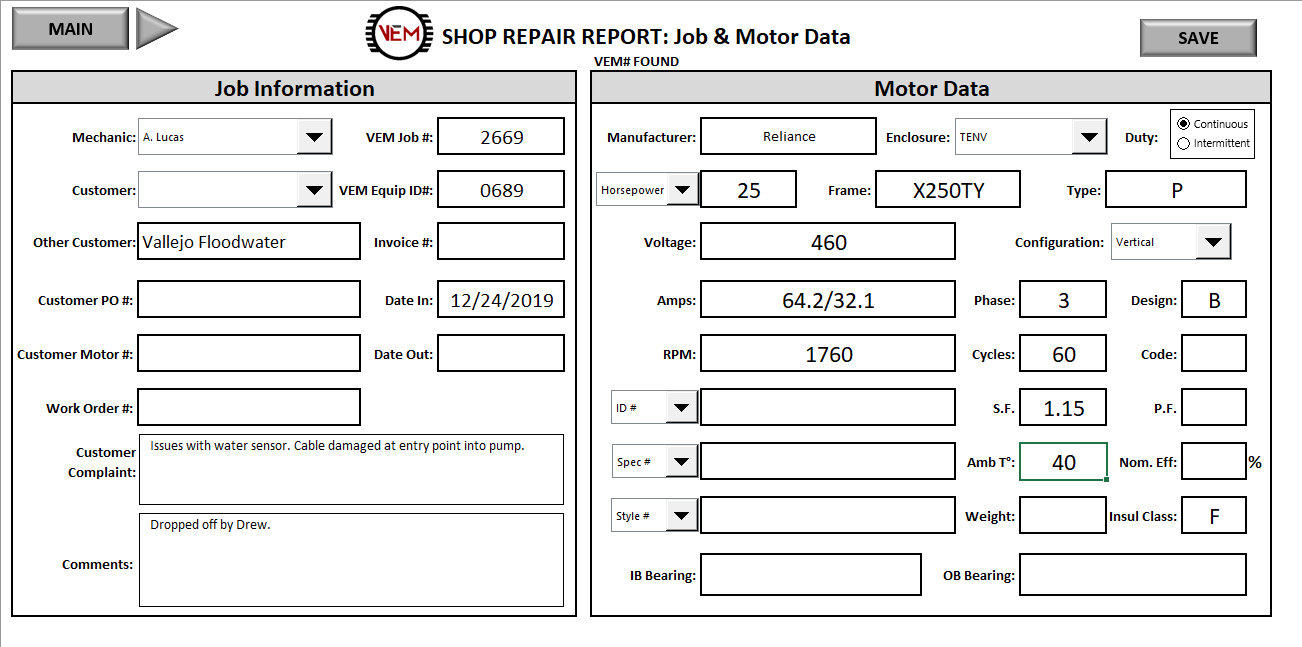 MAIN
VEM
SHOP REPAIR REPORT: Job & Motor Data
SAVE
VEM# FOUND
Job Information
Mechanic: A. Lucas VEM Job #: 2669
Customer: VEM Equip ID#: 0689
Other Customer: Vallejo Floodwater Invoice #:
Customer PO #: Date In: 12/24/2019
Customer Motor #: Date Out:
Work Order #:
Customer Complaint: Issues with water sensor. Cable damaged at entry point into pump.
Comments: Dropped off by Drew.
Motor Data
Manufacturer: Reliance Enclosure: TENV Duty: Continuous
Intermittent
Horsepower 25 Frame: X250TY Type: P
Voltage: 460 Configuration: Vertical
Amps: 64.2/32.1 Phase: 3 Design: B
RPM: 1760 Cycles: 60 Code:
ID # S.F. 1.15 P.F.
Spec # Amb T°: 40 Nom. Eff: %
Style # Weight: Insul Class: F
IB Bearing: OB Bearing: